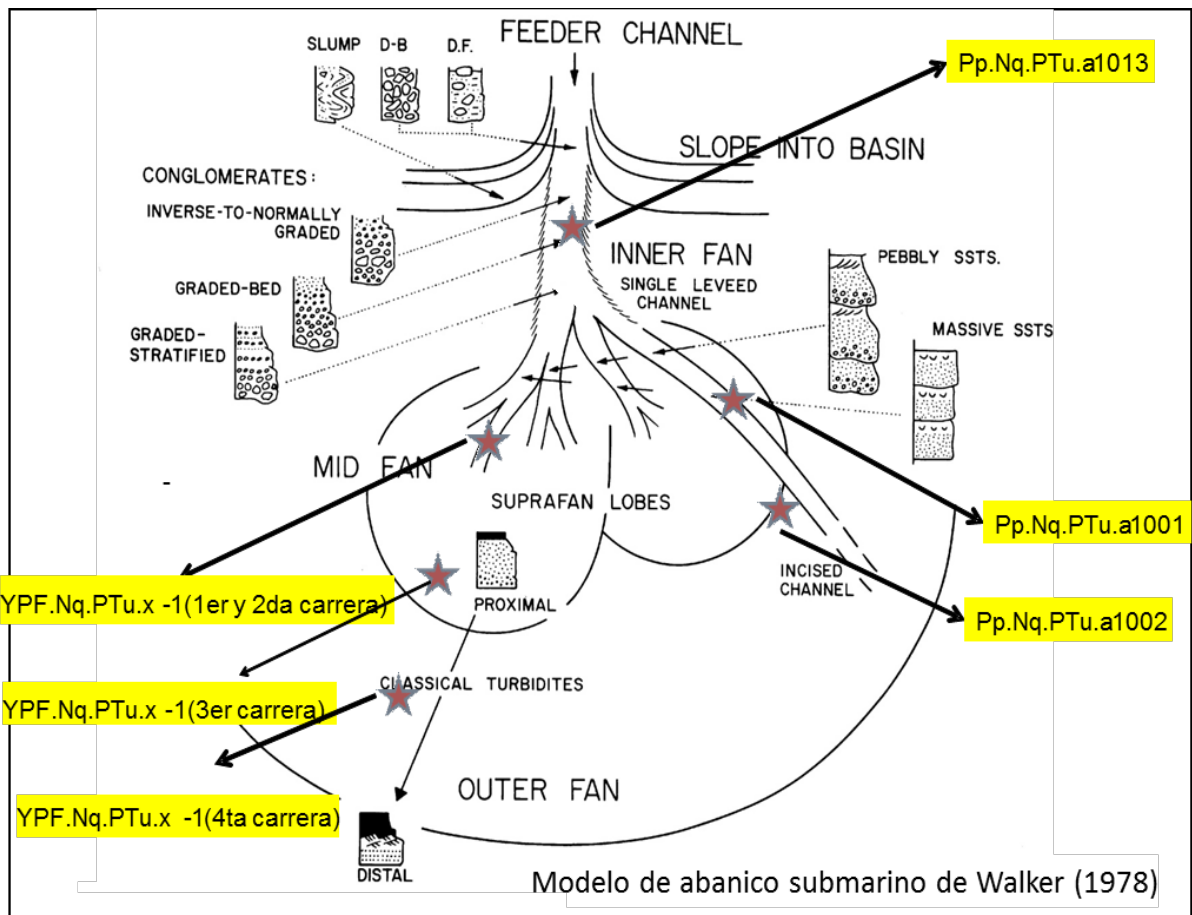 FEEDER CHANNEL
SLUMP
D-B
D.F.
Pp.Nq.PTu.a1013
SLOPE INTO BASIN
CONGLOMERATES:
INVERSE-TO-NORMALLY
GRADED
INNER FAN
SINGLE LEVEED
CHANNEL
PEBBLY SSTS.
GRADED-BED
GRADED-
STRATIFIED
MASSIVE SSTS
MID FAN
SUPRAFAN LOBES
Pp.Nq.PTu.a1001
INCISED
CHANNEL
PROXIMAL
YPF.Nq.PTu.x -1(1er y 2da carrera)
Pp.Nq.PTu.a1002
CLASSICAL TURBIDITES
YPF.Nq.PTu.x -1(3er carrera)
OUTER FAN
YPF.Nq.PTu.x -1(4ta carrera)
DISTAL
Modelo de abanico submarino de Walker (1978)